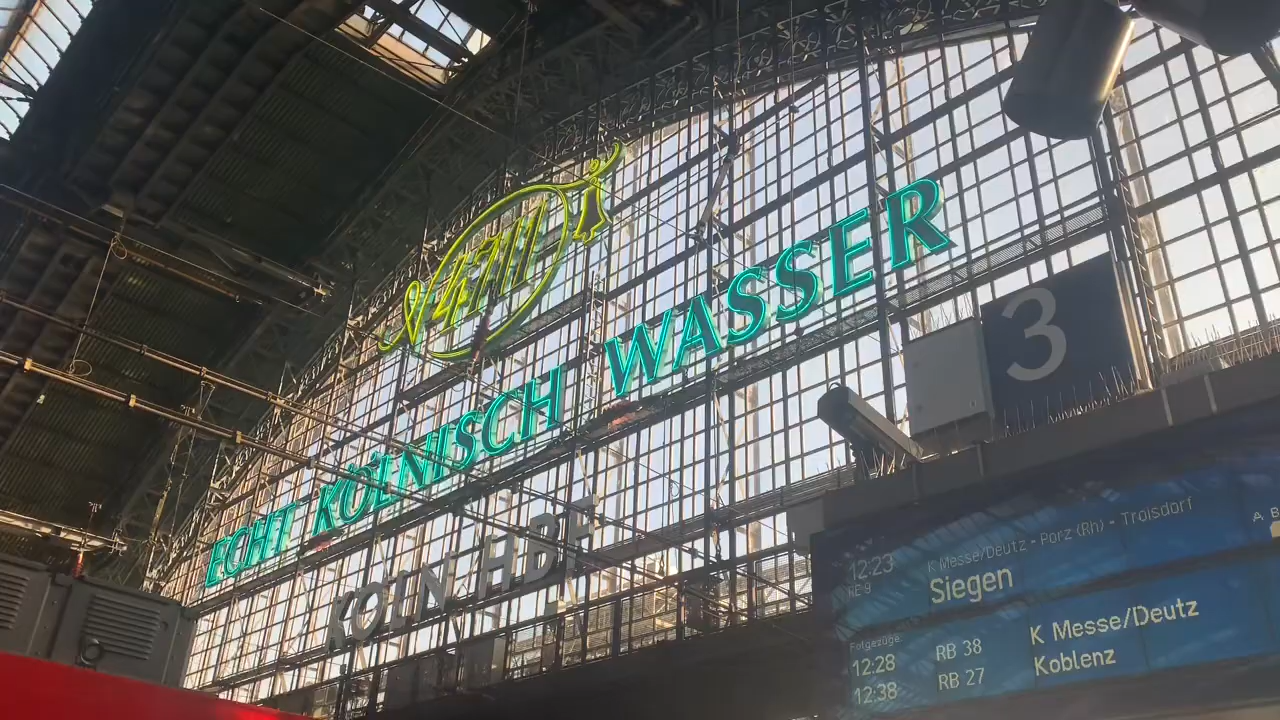 4711
ECHT KÖLNISCH WASSER
KÖLN HBF
3
12:23
RE 9
K Messe/Deutz - Porz (Rh) - Troisdorf
Siegen
A, B
Folgezüge:
12:28 RB 38 K Messe/Deutz
12:38 RB 27 Koblenz